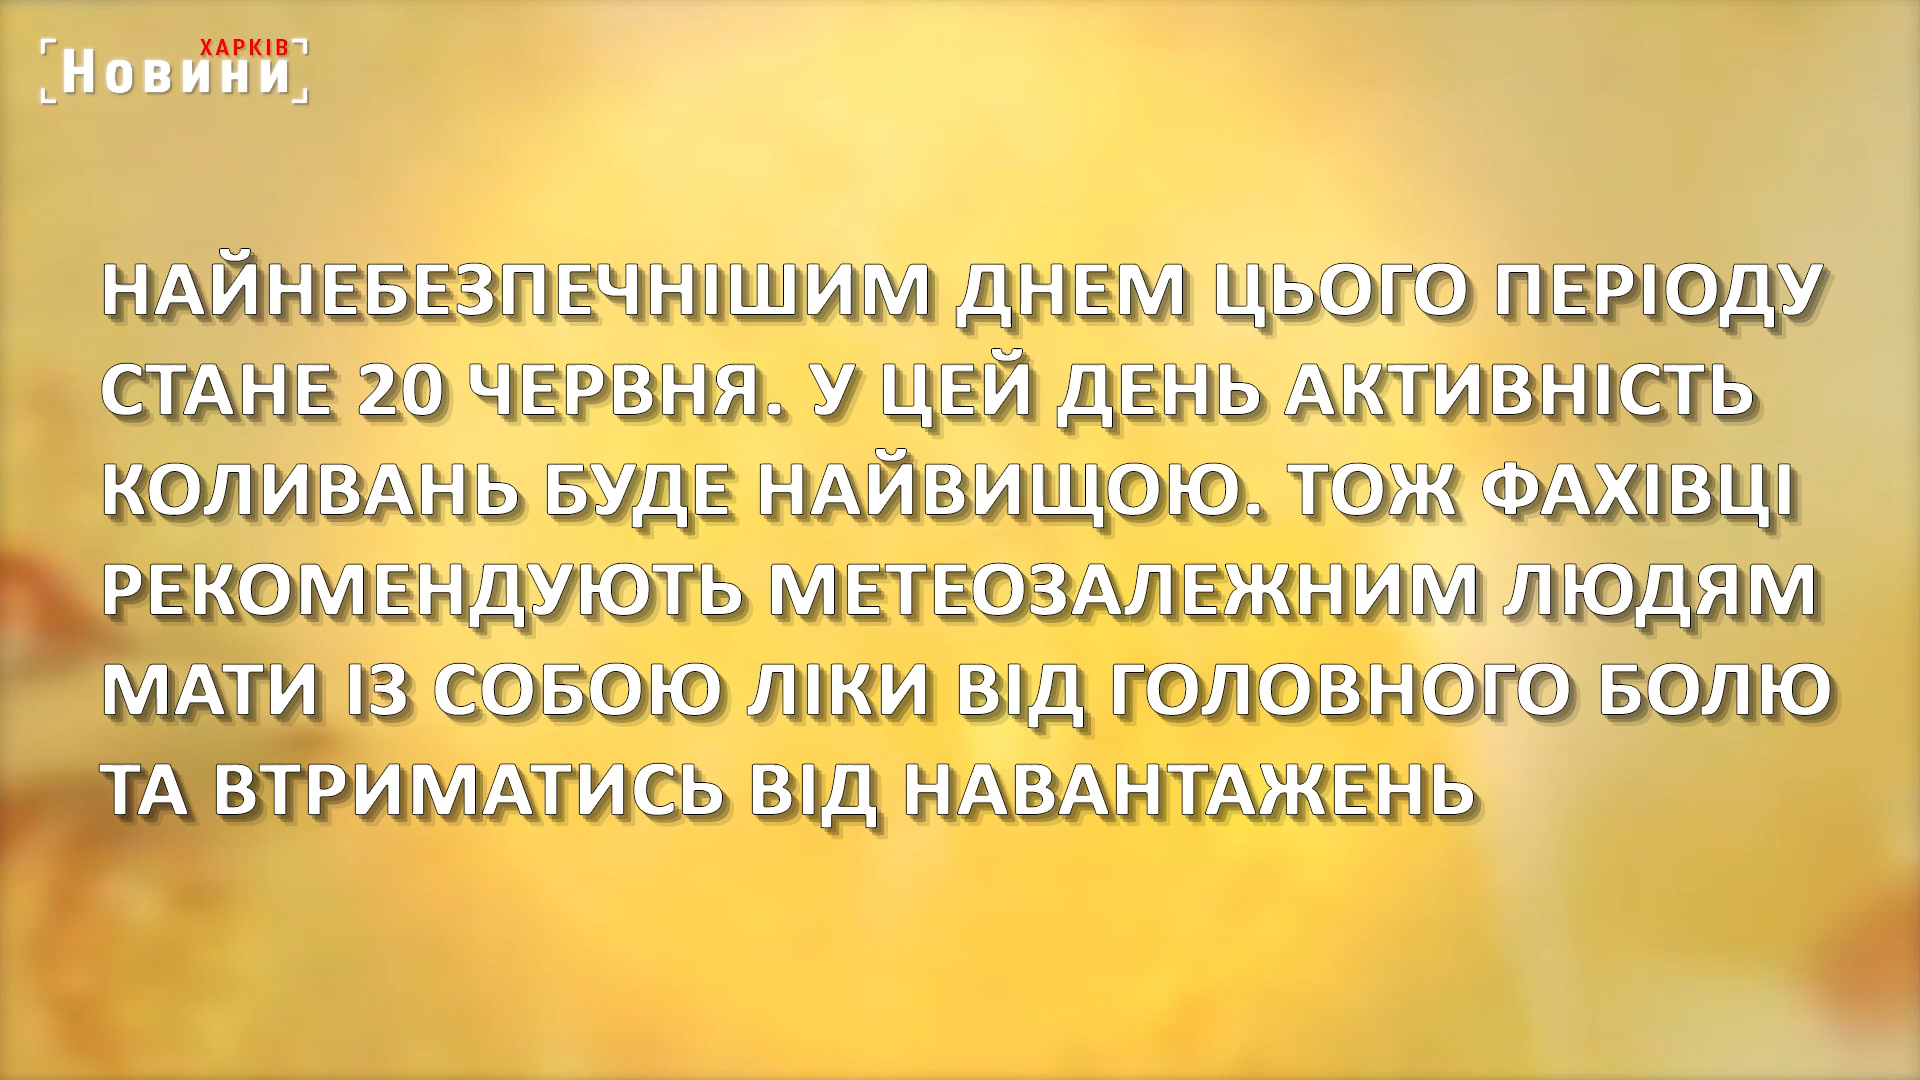 ХАРКІВ
Новини
НАЙНЕБЕЗПЕЧНІШИМ ДНЕМ ЦЬОГО ПЕРІОДУ
СТАНЕ 20 ЧЕРВНЯ. У ЦЕЙ ДЕНЬ АКТИВНІСТЬ
КОЛИВАНЬ БУДЕ НАЙВИЩОЮ. ТОЖ ФАХІВЦІ
РЕКОМЕНДУЮТЬ МЕТЕОЗАЛЕЖНИМ ЛЮДЯМ
МАТИ ІЗ СОБОЮ ЛІКИ ВІД ГОЛОВНОГО БОЛЮ
ТА ВТРИМАТИСЬ ВІД НАВАНТАЖЕНЬ